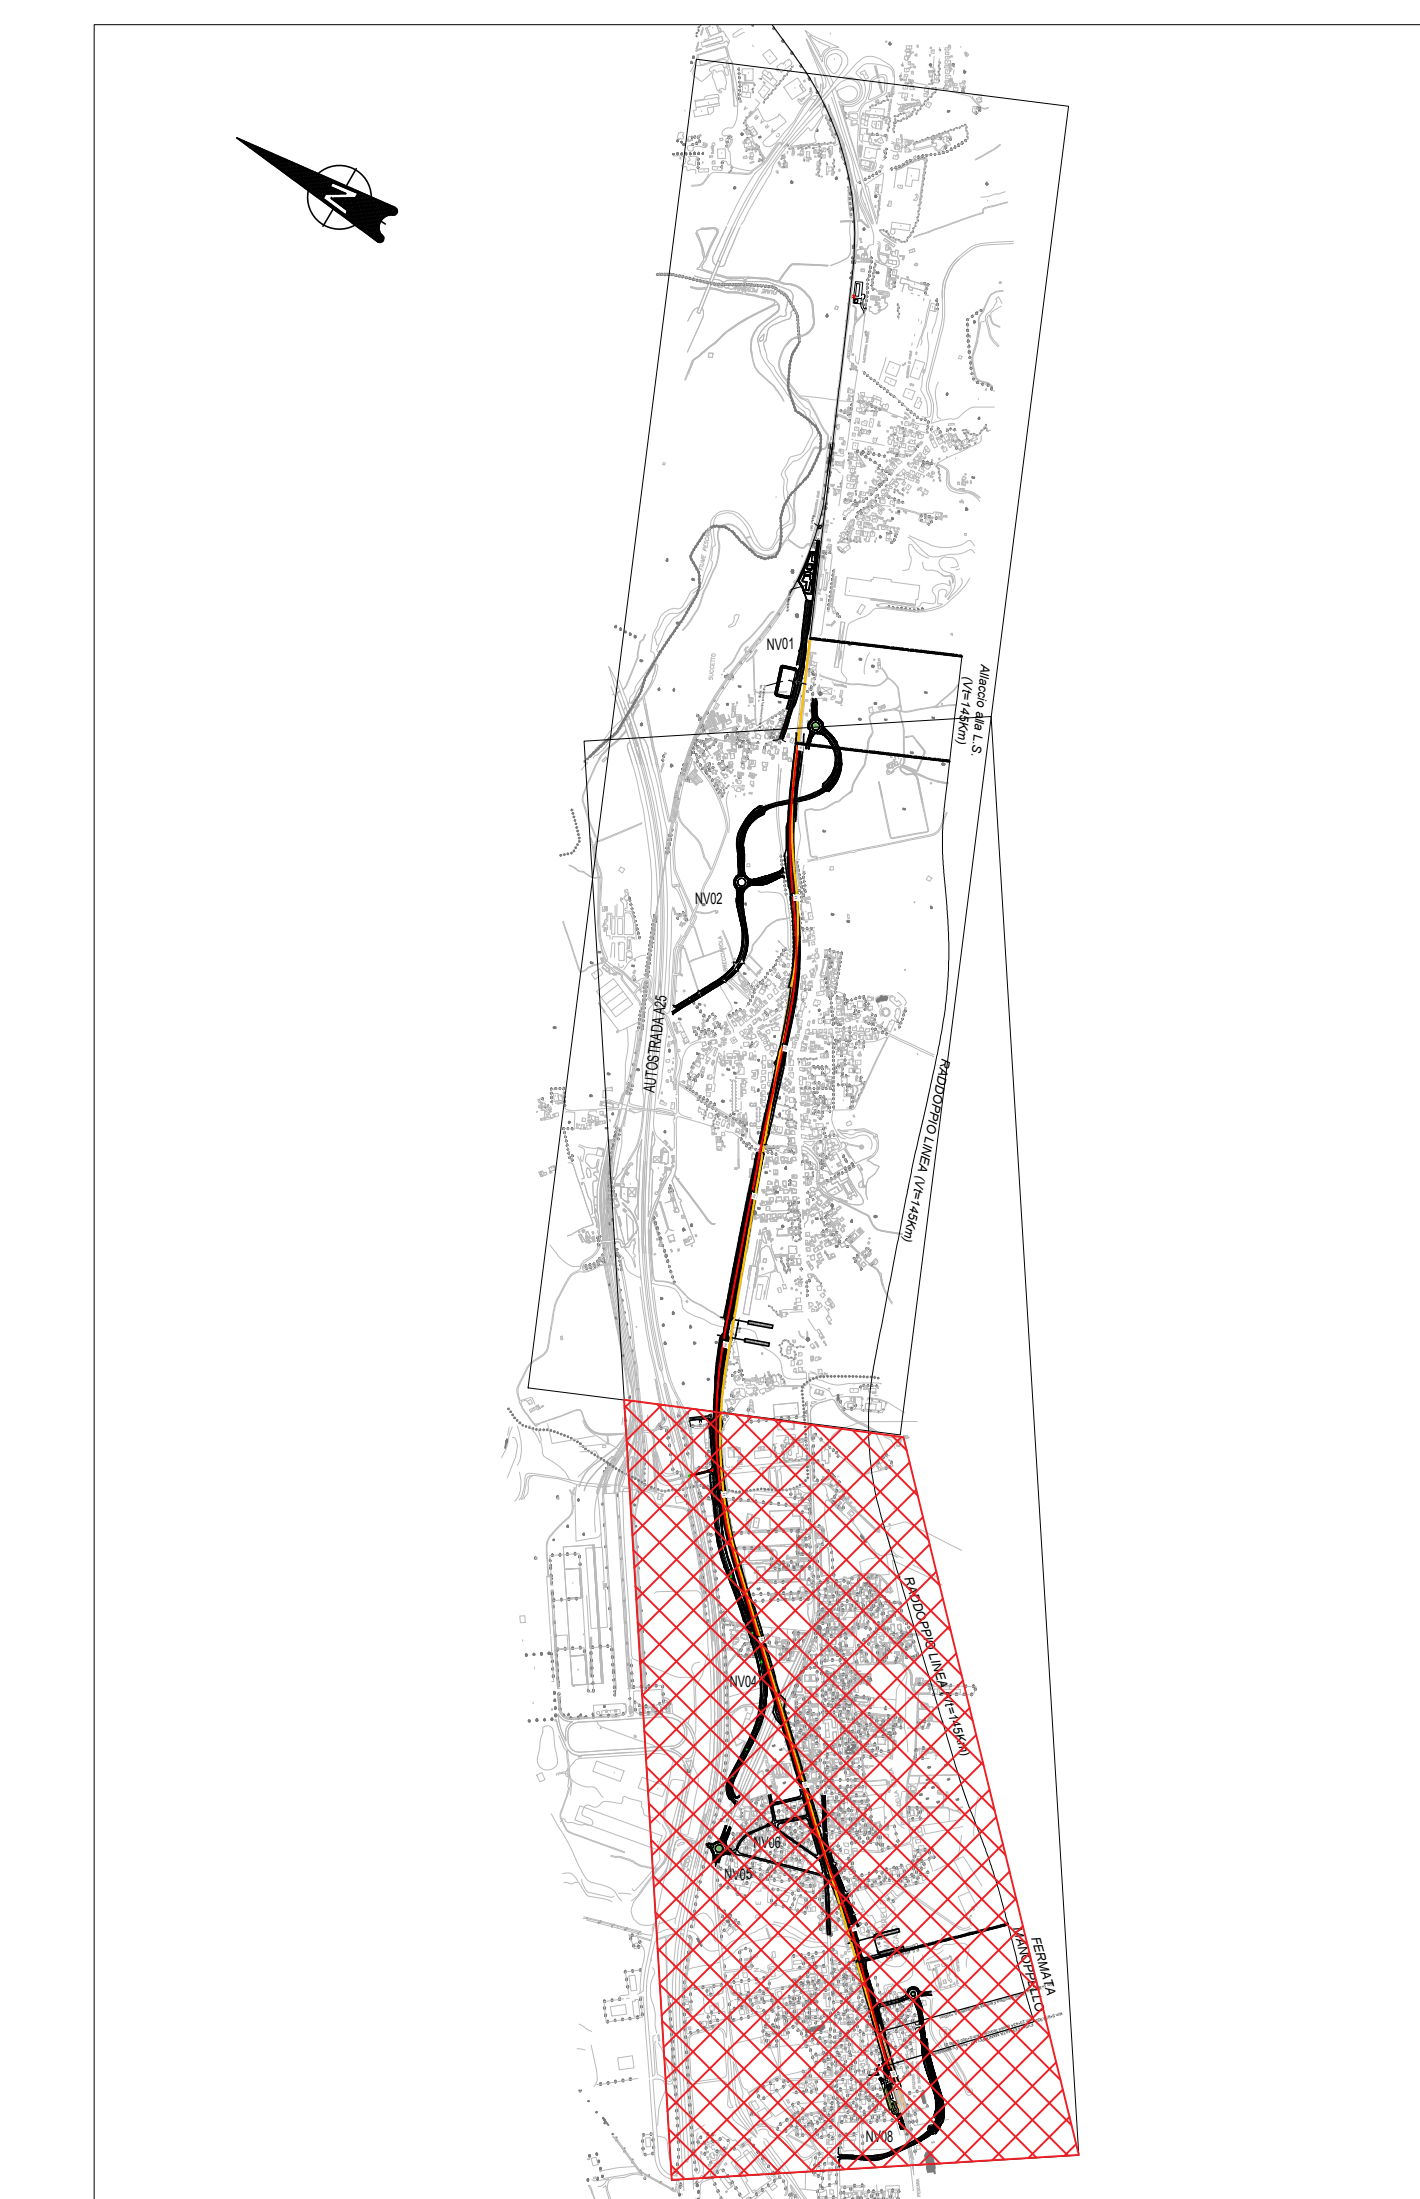 N
NV01
Allaccio alla L.S.
(Vt=145Km)
NV02
AUTOSTRADA A25
RADDOPPIO LINEA (Vt=145Km)
RADDOPPIO LINEA (Vt=145Km)
NV04
NV06
NV05
FERMATA
MANOPPELLO
NV08